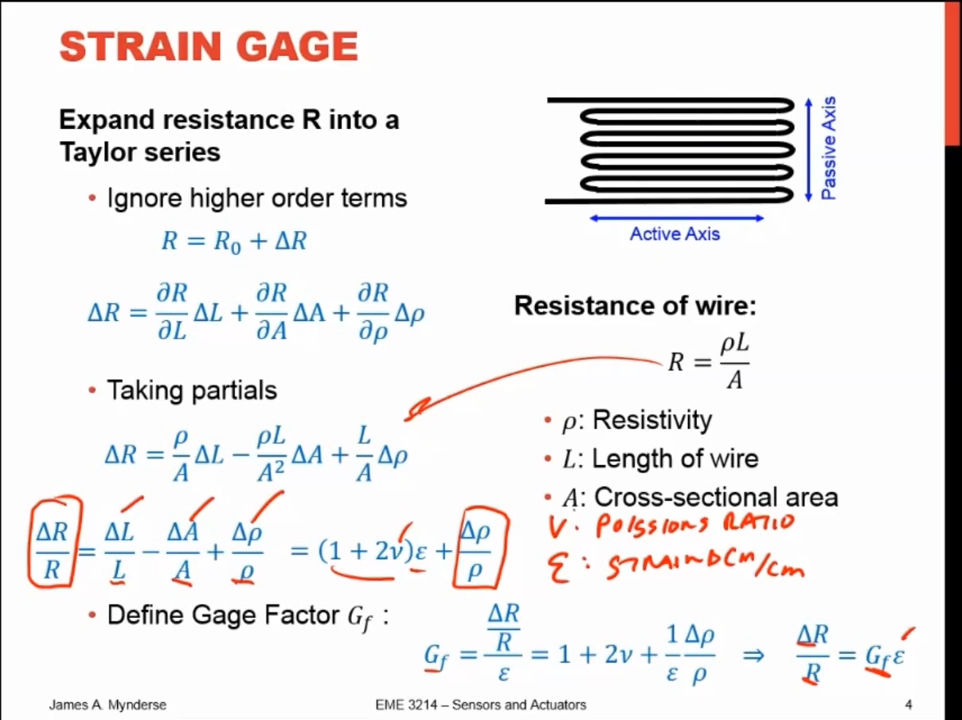 STRAIN GAGE
Expand resistance R into a
Taylor series
• Ignore higher order terms
R = R₀ + ΔR
ΔR = ∂R/∂L ΔL + ∂R/∂A ΔA + ∂R/∂ρ Δρ
• Taking partials
ΔR = ρ/A ΔL − ρL/A² ΔA + L/A Δρ
ΔR/R = ΔL/L − ΔA/A + Δρ/ρ = (1 + 2ν)ε + Δρ/ρ
• Define Gage Factor G_f :
G_f = (ΔR/R)/ε = 1 + 2ν + 1/ε Δρ/ρ ⇒ ΔR/R = G_f ε
Passive Axis
Active Axis
Resistance of wire:
R = ρL/A
• ρ: Resistivity
• L: Length of wire
• A: Cross-sectional area
ν: POISSIONS RATIO
ε: STRAIN cm/cm
James A. Mynderse
EME 3214 – Sensors and Actuators
4